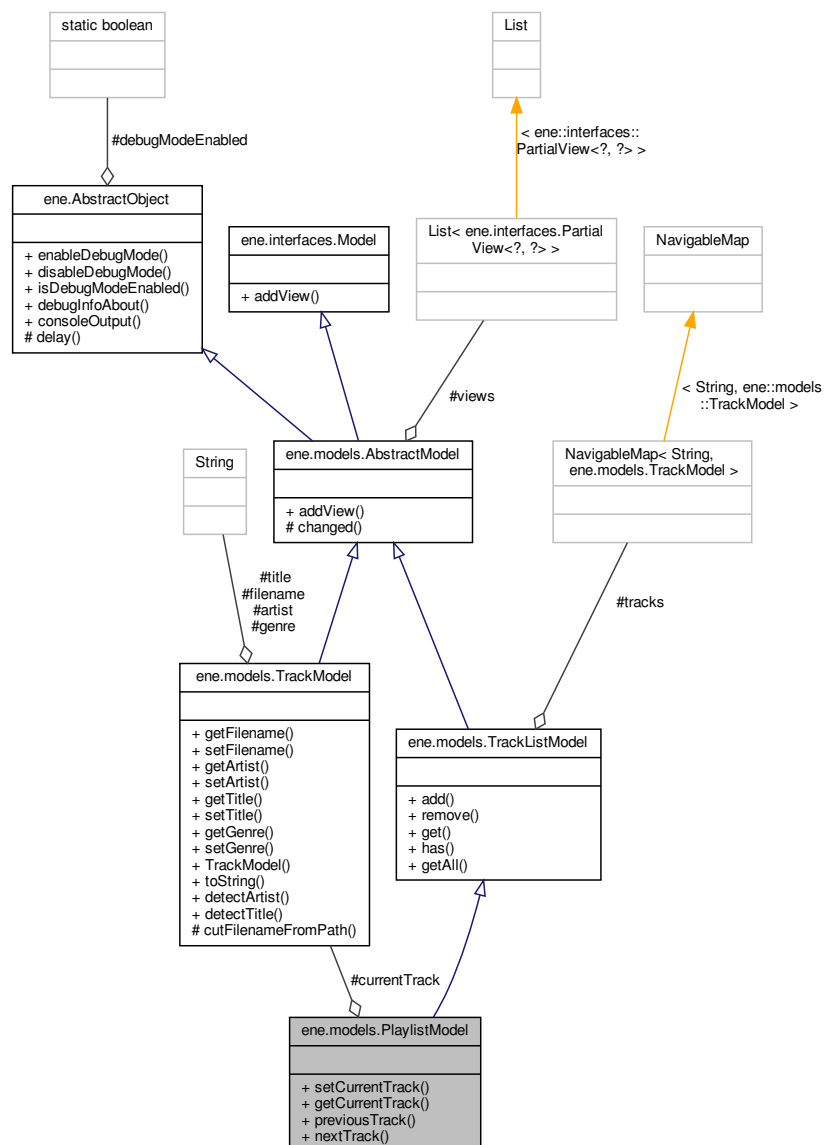 static boolean
List
#debugModeEnabled
< ene::interfaces::
PartialView<?, ?> >
ene.AbstractObject
+ enableDebugMode()
+ disableDebugMode()
+ isDebugModeEnabled()
+ debugInfoAbout()
+ consoleOutput()
# delay()
ene.interfaces.Model
+ addView()
List< ene.interfaces.Partial
View<?, ?> >
NavigableMap
#views
< String, ene::models
::TrackModel >
String
ene.models.AbstractModel
+ addView()
# changed()
NavigableMap< String,
ene.models.TrackModel >
#title
#filename
#artist
#genre
#tracks
ene.models.TrackModel
+ getFilename()
+ setFilename()
+ getArtist()
+ setArtist()
+ getTitle()
+ setTitle()
+ getGenre()
+ setGenre()
+ TrackModel()
+ toString()
+ detectArtist()
+ detectTitle()
# cutFilenameFromPath()
ene.models.TrackListModel
+ add()
+ remove()
+ get()
+ has()
+ getAll()
#currentTrack
ene.models.PlaylistModel
+ setCurrentTrack()
+ getCurrentTrack()
+ previousTrack()
+ nextTrack()